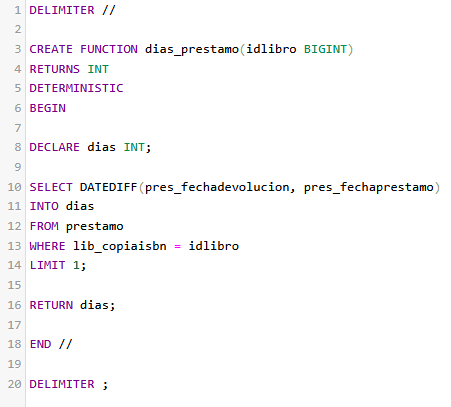 1 DELIMITER //
2
3 CREATE FUNCTION dias_prestamo(idlibro BIGINT)
4 RETURNS INT
5 DETERMINISTIC
6 BEGIN
7
8 DECLARE dias INT;
9
10 SELECT DATEDIFF(pres_fechadevolucion, pres_fechaprestamo)
11 INTO dias
12 FROM prestamo
13 WHERE lib_copiaisbn = idlibro
14 LIMIT 1;
15
16 RETURN dias;
17
18 END //
19
20 DELIMITER ;